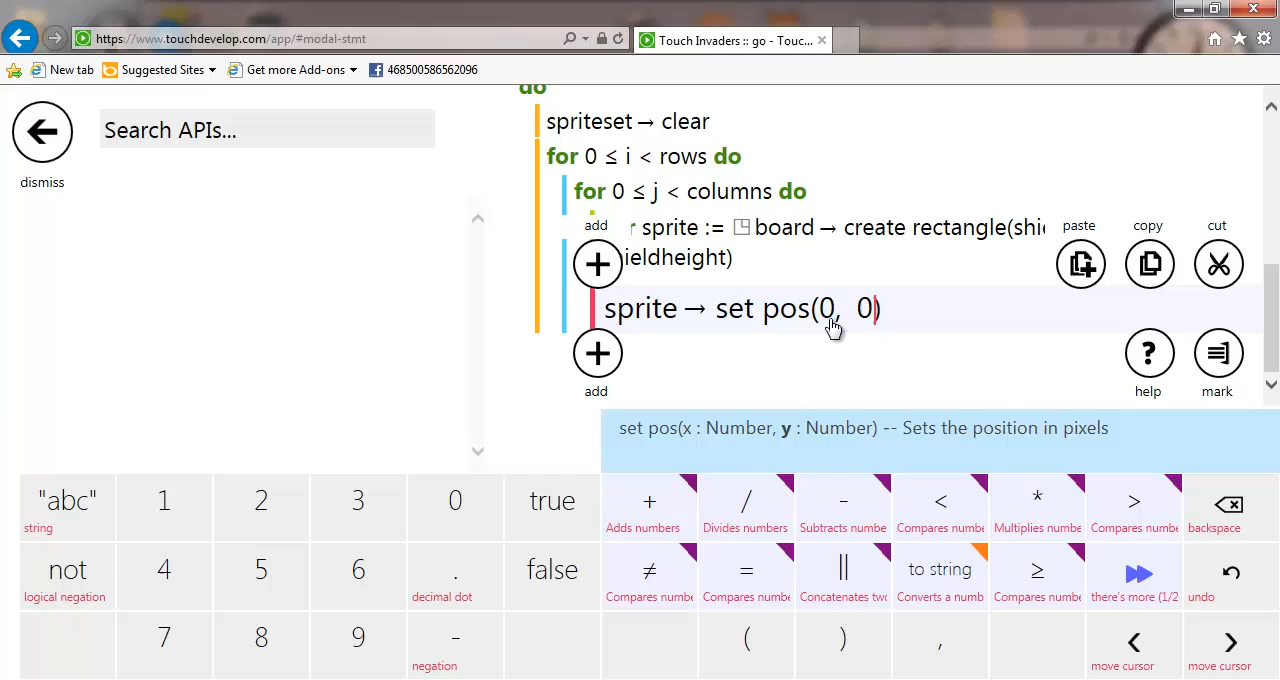 https://www.touchdevelop.com/app/#modal-stmt
Touch Invaders :: go - Touc...
New tab
Suggested Sites
Get more Add-ons
468500586562096
dismiss
Search APIs...
do
spriteset → clear
for 0 ≤ i < rows do
for 0 ≤ j < columns do
r sprite := board → create rectangle(shie
ieldheight)
sprite → set pos(0, 0)
add
add
paste
copy
cut
help
mark
set pos(x : Number, y : Number) -- Sets the position in pixels
"abc" 1 2 3 0 true + / - < * >
string Adds numbers Divides numbers Subtracts numbe Compares numbe Multiplies numbe Compares numbe backspace
not 4 5 6 . false ≠ = || to string ≥
logical negation decimal dot Compares numbe Compares numbe Concatenates two Converts a numb Compares numbe there's more (1/2 undo
7 8 9 - ( ) , < >
negation move cursor move cursor